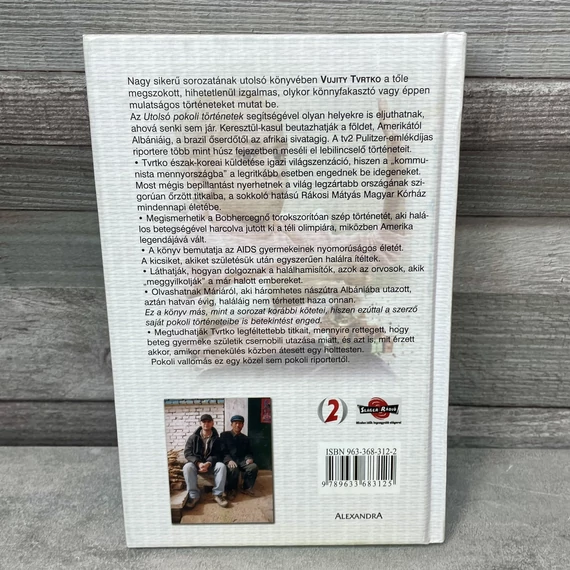 Nagy sikerű sorozatának utolsó könyvében VUJITY TVRTKO a tőle
megszokott, hihetetlenül izgalmas, olykor könnyfakasztó vagy éppen
mulatságos történeteket mutat be.
Az Utolsó pokoli történetek segítségével olyan helyekre is eljuthatnak,
ahová senki sem jár. Keresztül-kasul beutazhatják a földet, Amerikától
Albániáig, a brazil őserdőtől az afrikai sivatagig. A tv2 Pulitzer-emlékdíjas
riportere több mint húsz fejezetben meséli el lebilincselő történeteit.
• Tvrtko észak-koreai küldetése igazi világszenzáció, hiszen a „kommu-
nista mennyországba" a legritkább esetben engednek be idegeneket.
Most mégis bepillantást nyerhetnek a világ legzártabb országának szi-
gorúan őrzött titkaiba, a sokkoló hatású Rákosi Mátyás Magyar Kórház
mindennapi életébe.
• Megismerhetik a Bobhercegnő torokszorítóan szép történetét, aki halá-
los betegségével harcolva jutott ki a téli olimpiára, miközben Amerika
legendájává vált.
• A könyv bemutatja az AIDS gyermekeinek nyomorúságos életét.
A kicsiket, akiket születésük után egyszerűen halálra ítéltek.
• Láthatják, hogyan dolgoznak a halálhamisítók, azok az orvosok, akik
„meggyilkolják" a már halott embereket.
• Olvashatnak Máriáról, aki háromhetes nászútra Albániába utazott,
aztán hatvan évig, haláláig nem térhetett haza onnan.
Ez a könyv más, mint a sorozat korábbi kötetei, hiszen ezúttal a szerző
saját pokoli történeteibe is betekintést enged.
• Megtudhatják Tvrtko legféltettebb titkait, mennyire rettegett, hogy
beteg gyermeke születik csernobili utazása miatt, és azt is, mit érzett
akkor, amikor menekülés közben átesett egy holttesten.
Pokoli vallomás ez egy közel sem pokoli riportertől.
2
SLÁGER RÁDIÓ
ISBN 963-368-312-2
9 789633 683125
ALEXANDRA